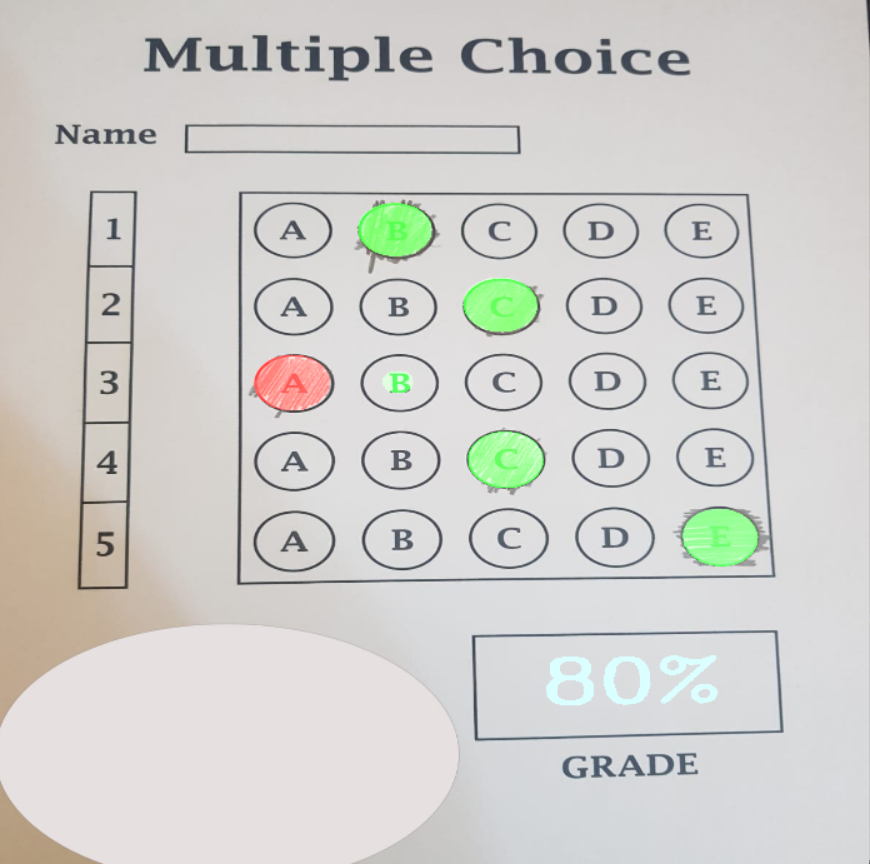 Multiple Choice
Name
1 A B C D E
2 A B C D E
3 A B C D E
4 A B C D E
5 A B C D E
80%
GRADE